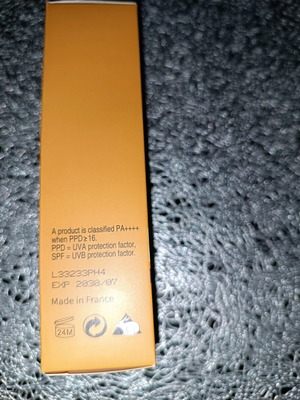 A product is classified PA++++
when PPD≥16.
PPD = UVA protection factor,
SPF = UVB protection factor.
L33233PH4
EXP 2030/07
Made in France
24M